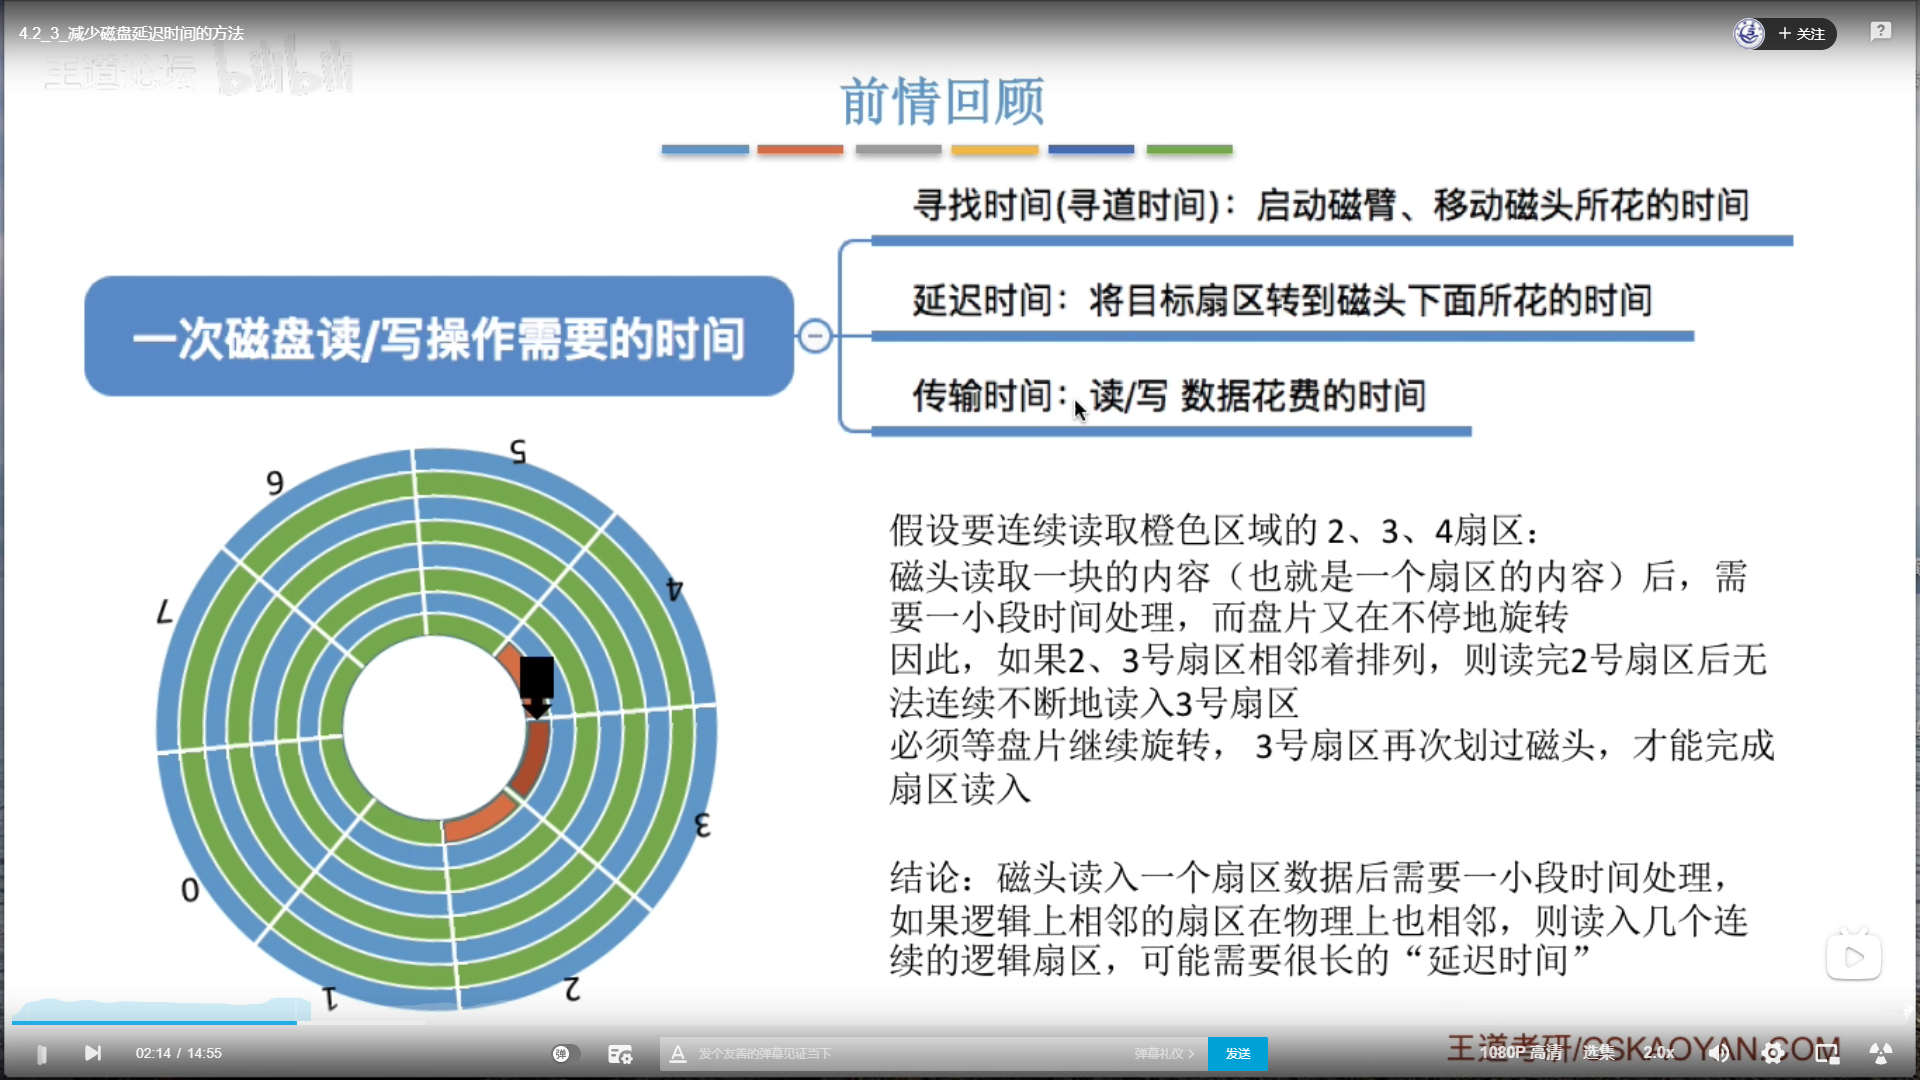 4.2_3_减少磁盘延迟时间的方法
+ 关注
王道论坛 bilibili
前情回顾
寻找时间(寻道时间)：启动磁臂、移动磁头所花的时间
延迟时间：将目标扇区转到磁头下面所花的时间
一次磁盘读/写操作需要的时间
传输时间：读/写 数据花费的时间
5
6
4
7
3
0
2
1
假设要连续读取橙色区域的 2、3、4扇区：
磁头读取一块的内容（也就是一个扇区的内容）后，需
要一小段时间处理，而盘片又在不停地旋转
因此，如果2、3号扇区相邻着排列，则读完2号扇区后无
法连续不断地读入3号扇区
必须等盘片继续旋转， 3号扇区再次划过磁头，才能完成
扇区读入
结论：磁头读入一个扇区数据后需要一小段时间处理，
如果逻辑上相邻的扇区在物理上也相邻，则读入几个连
续的逻辑扇区，可能需要很长的“延迟时间”
王道考研/CSKAOYAN.COM
02:14 / 14:55
弹
A 发个友善的弹幕见证当下
弹幕礼仪 >
发送
1080P 高清
选集
2.0x